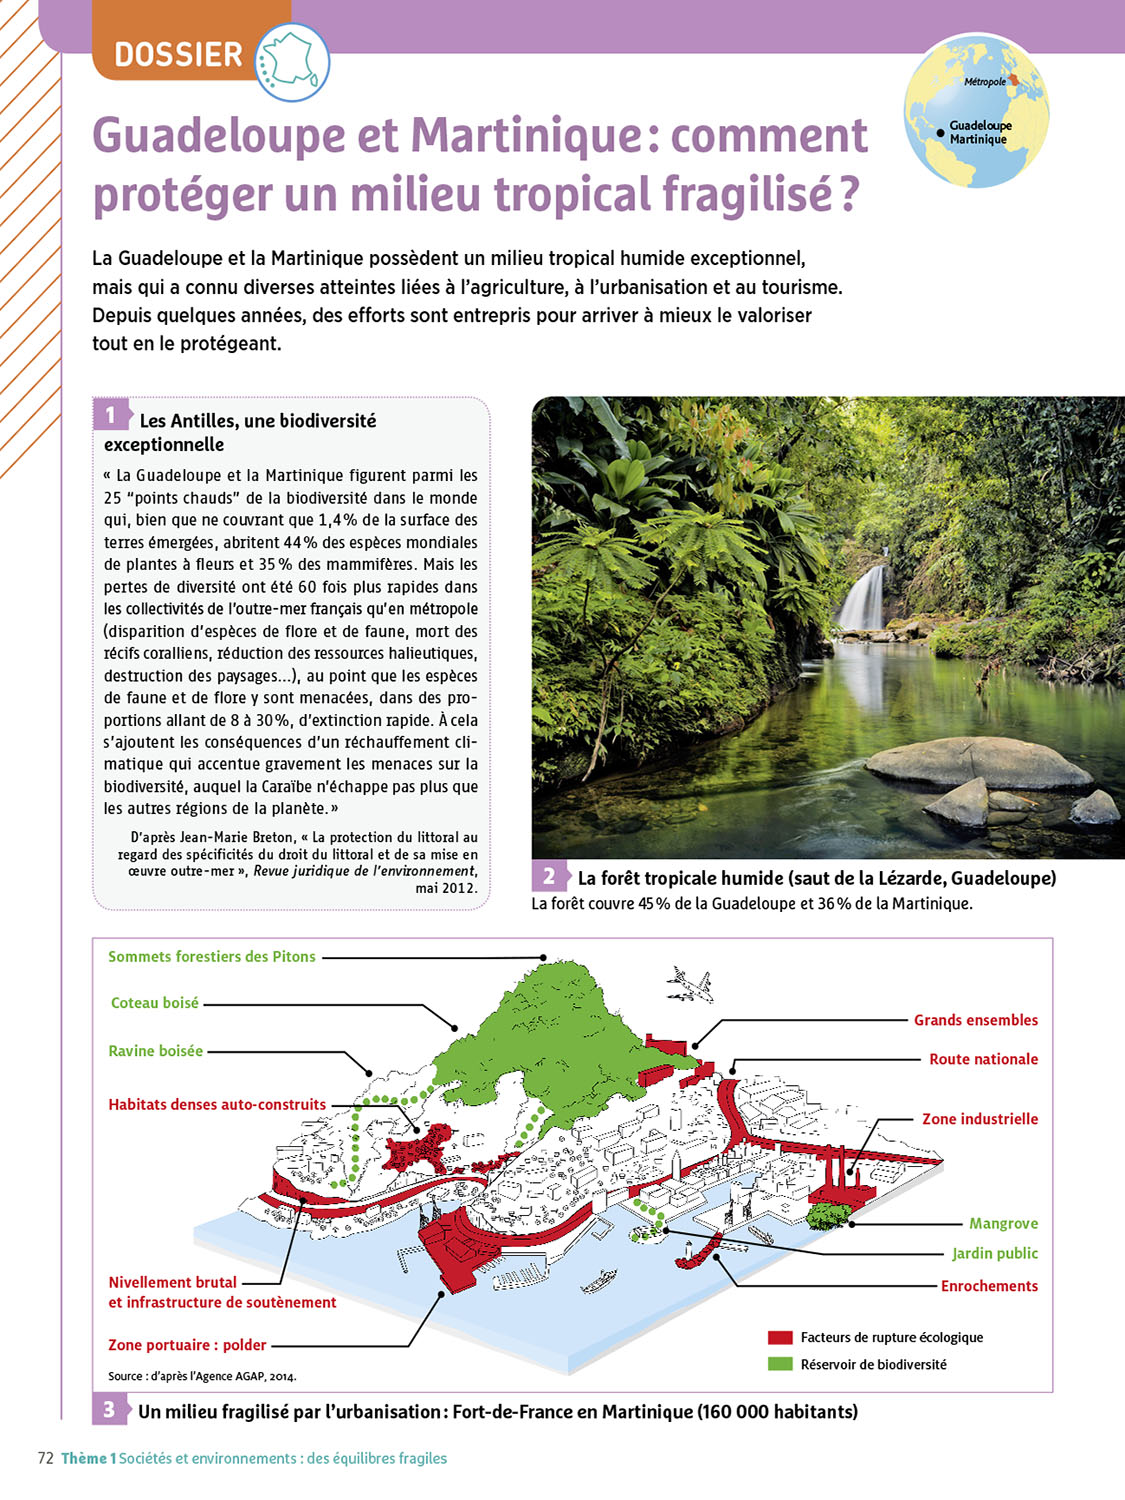 DOSSIER
Métropole
Guadeloupe
Martinique
Guadeloupe et Martinique : comment
protéger un milieu tropical fragilisé ?
La Guadeloupe et la Martinique possèdent un milieu tropical humide exceptionnel,
mais qui a connu diverses atteintes liées à l’agriculture, à l’urbanisation et au tourisme.
Depuis quelques années, des efforts sont entrepris pour arriver à mieux le valoriser
tout en le protégeant.
1 Les Antilles, une biodiversité
exceptionnelle
« La Guadeloupe et la Martinique figurent parmi les
25 “points chauds” de la biodiversité dans le monde
qui, bien que ne couvrant que 1,4 % de la surface des
terres émergées, abritent 44 % des espèces mondiales
de plantes à fleurs et 35 % des mammifères. Mais les
pertes de diversité ont été 60 fois plus rapides dans
les collectivités de l’outre-mer français qu’en métropole
(disparition d’espèces de flore et de faune, mort des
récifs coralliens, réduction des ressources halieutiques,
destruction des paysages…), au point que les espèces
de faune et de flore y sont menacées, dans des pro-
portions allant de 8 à 30 %, d’extinction rapide. À cela
s’ajoutent les conséquences d’un réchauffement cli-
matique qui accentue gravement les menaces sur la
biodiversité, auquel la Caraïbe n’échappe pas plus que
les autres régions de la planète. »
D’après Jean-Marie Breton, « La protection du littoral au
regard des spécificités du droit du littoral et de sa mise en
œuvre outre-mer », Revue juridique de l’environnement,
mai 2012.
2 La forêt tropicale humide (saut de la Lézarde, Guadeloupe)
La forêt couvre 45 % de la Guadeloupe et 36 % de la Martinique.
Sommets forestiers des Pitons
Coteau boisé
Ravine boisée
Habitats denses auto-construits
Nivellement brutal
et infrastructure de soutènement
Zone portuaire : polder
Source : d’après l’Agence AGAP, 2014.
Grands ensembles
Route nationale
Zone industrielle
Mangrove
Jardin public
Enrochements
Facteurs de rupture écologique
Réservoir de biodiversité
3 Un milieu fragilisé par l’urbanisation : Fort-de-France en Martinique (160 000 habitants)
72 Thème 1 Sociétés et environnements : des équilibres fragiles